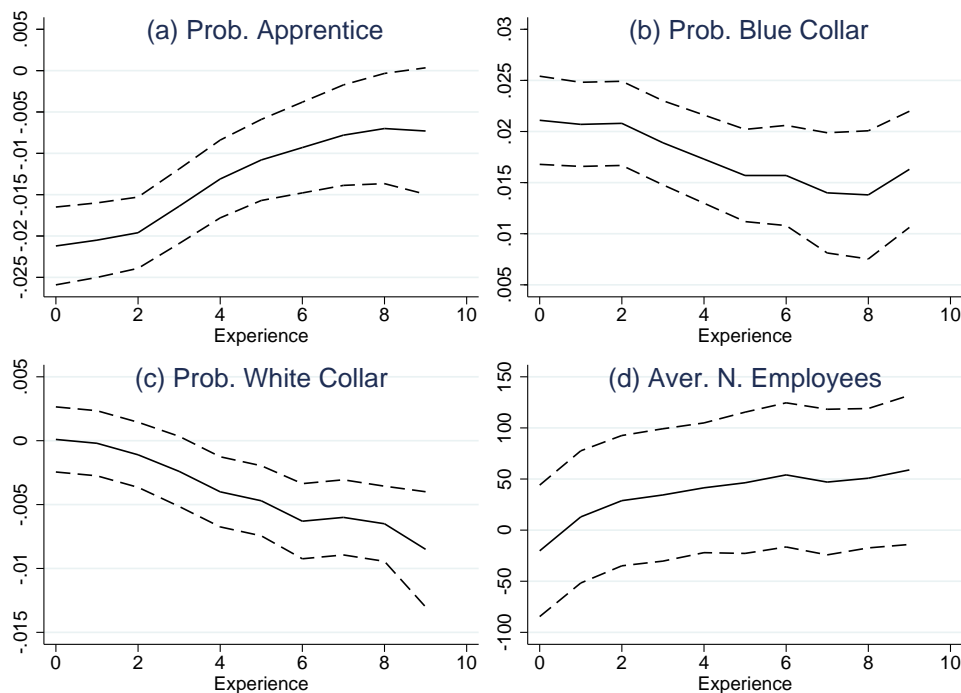 (a) Prob. Apprentice
.005
0
-.005
-.01
-.015
-.02
-.025
0 2 4 6 8 10
Experience
(b) Prob. Blue Collar
.03
.025
.02
.015
.01
.005
0 2 4 6 8 10
Experience
(c) Prob. White Collar
.005
0
-.005
-.01
-.015
0 2 4 6 8 10
Experience
(d) Aver. N. Employees
150
100
50
0
-50
-100
0 2 4 6 8 10
Experience